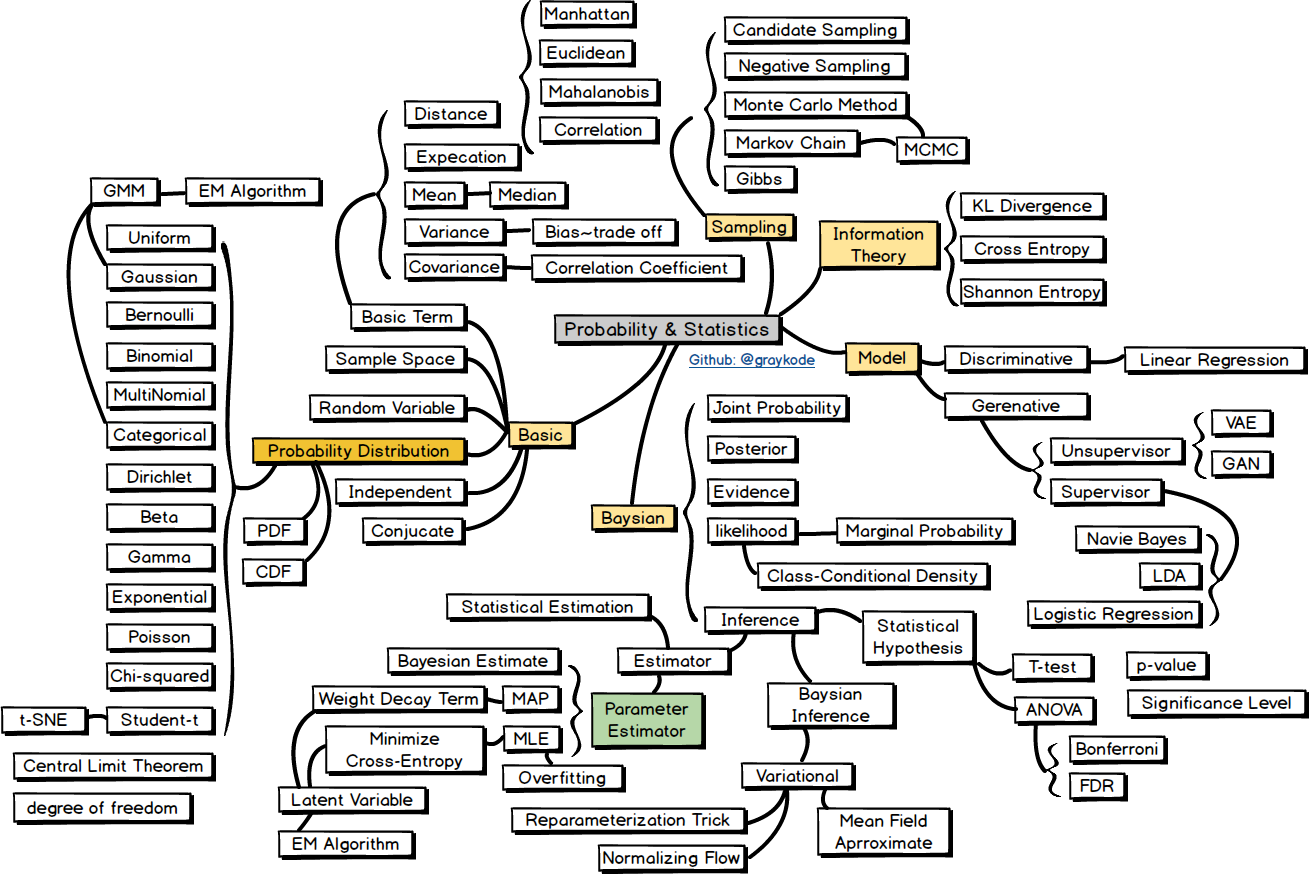 Manhattan
Euclidean
Mahalanobis
Correlation
Distance
Expecation
Mean
Median
Variance
Bias~trade off
Covariance
Correlation Coefficient
Candidate Sampling
Negative Sampling
Monte Carlo Method
Markov Chain
MCMC
Gibbs
Sampling
Information
Theory
KL Divergence
Cross Entropy
Shannon Entropy
GMM
EM Algorithm
Uniform
Gaussian
Bernoulli
Binomial
MultiNomial
Categorical
Dirichlet
Beta
Gamma
Exponential
Poisson
Chi-squared
t-SNE
Student-t
Central Limit Theorem
degree of freedom
Basic Term
Sample Space
Random Variable
Probability Distribution
Independent
Conjucate
PDF
CDF
Basic
Probability & Statistics
Github: @graykode
Model
Discriminative
Linear Regression
Gerenative
Unsupervisor
VAE
GAN
Supervisor
Navie Bayes
LDA
Logistic Regression
Baysian
Joint Probability
Posterior
Evidence
likelihood
Marginal Probability
Class-Conditional Density
Inference
Statistical
Hypothesis
T-test
p-value
Significance Level
ANOVA
Bonferroni
FDR
Statistical Estimation
Estimator
Parameter
Estimator
Bayesian Estimate
Weight Decay Term
MAP
Minimize
Cross-Entropy
MLE
Overfitting
Latent Variable
EM Algorithm
Baysian
Inference
Variational
Reparameterization Trick
Normalizing Flow
Mean Field
Aprroximate